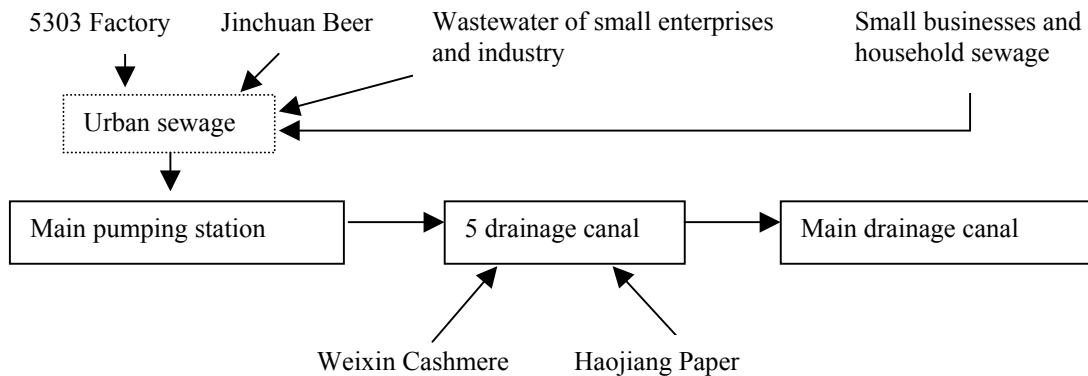 5303 Factory
Jinchuan Beer
Wastewater of small enterprises
and industry
Small businesses and
household sewage
Urban sewage
Main pumping station
5 drainage canal
Main drainage canal
Weixin Cashmere
Haojiang Paper